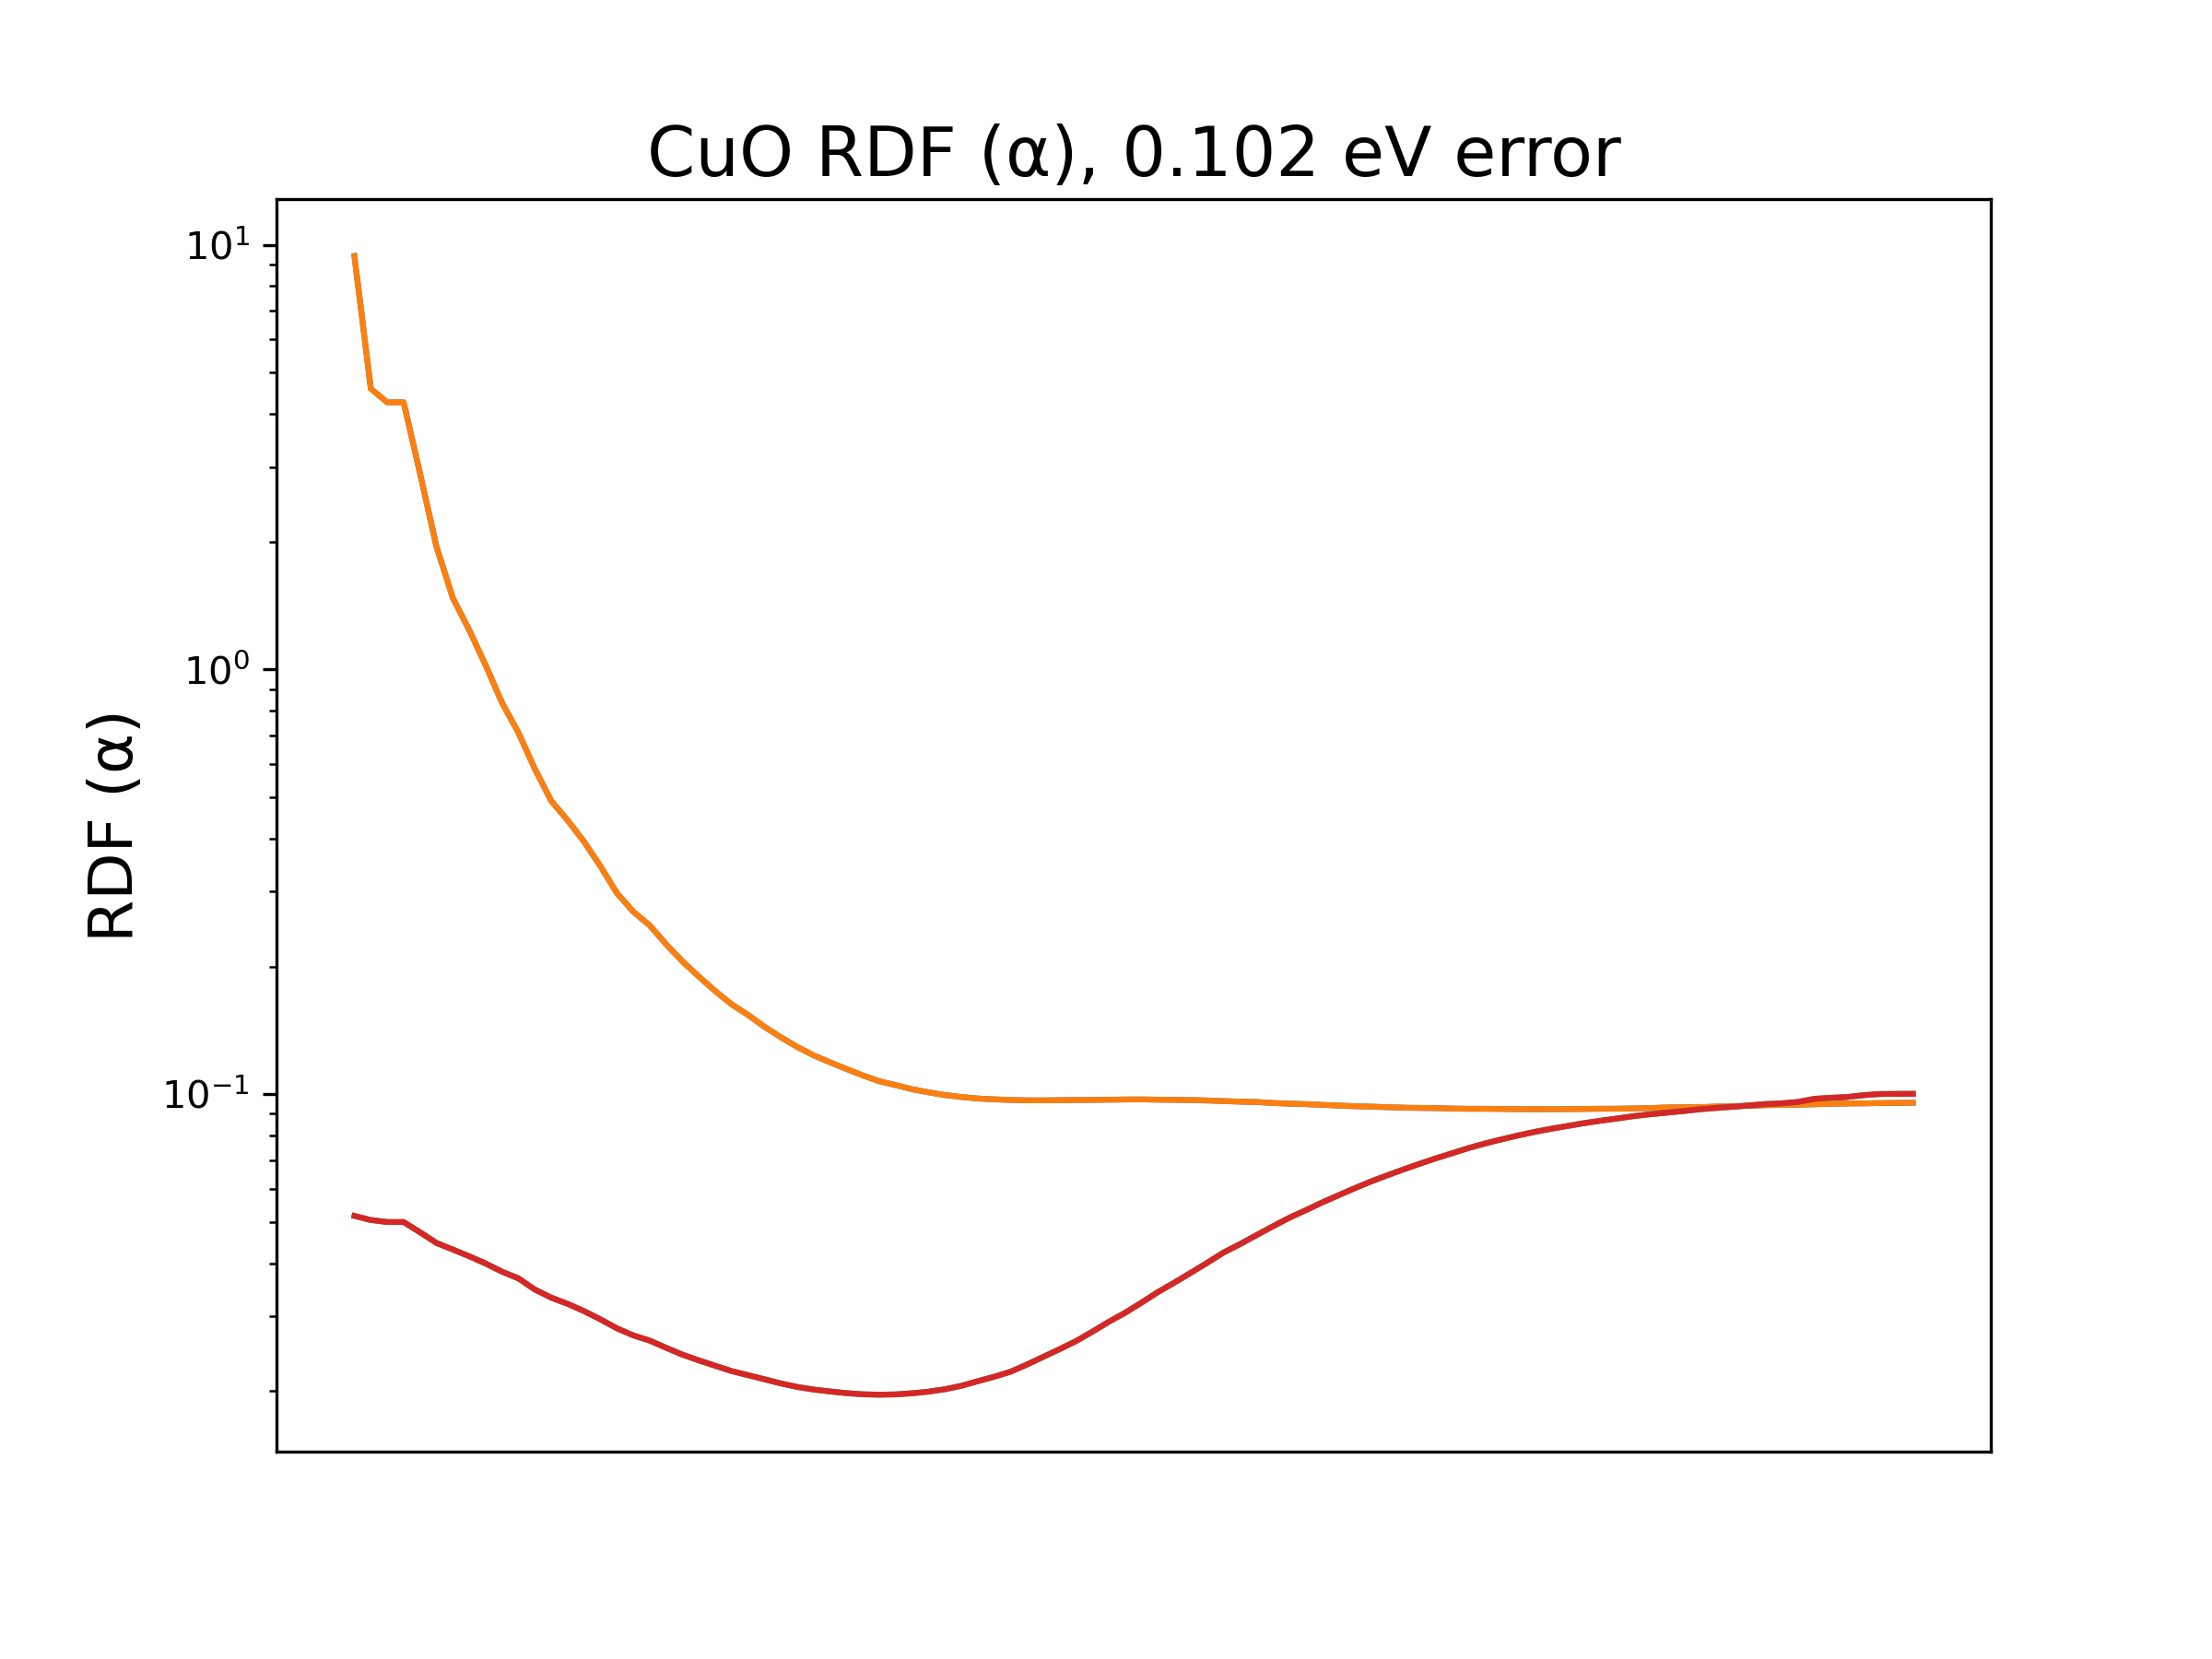 CuO RDF (α), 0.102 eV error
RDF (α)
10¹
10⁰
10⁻¹